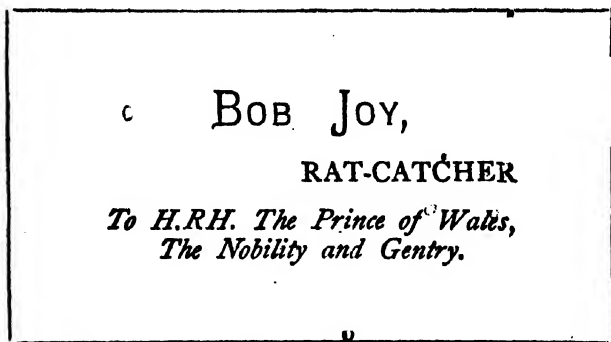 BOB JOY,
RAT-CATCHER
To H.R.H. The Prince of Wales,
The Nobility and Gentry.